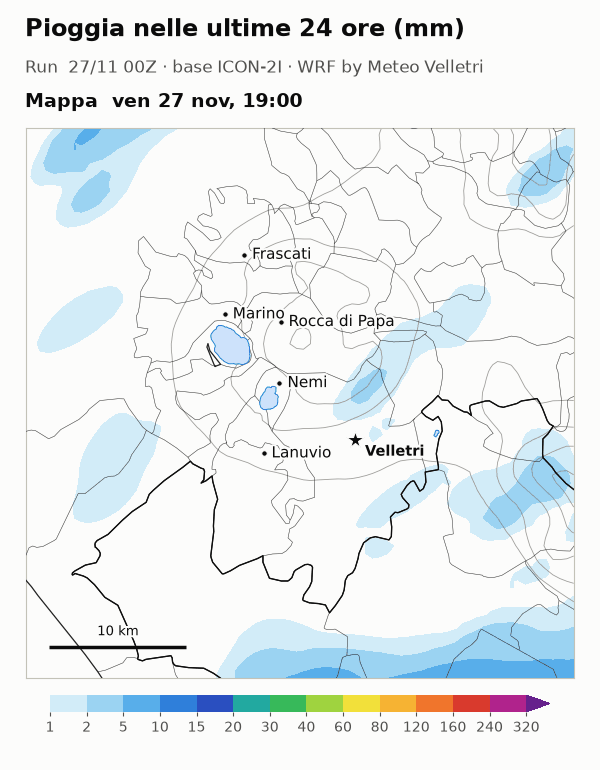 Pioggia nelle ultime 24 ore (mm)
Run  27/11 00Z · base ICON-2I · WRF by Meteo Velletri
Mappa  ven 27 nov, 19:00
Frascati
Marino
Rocca di Papa
Nemi
Velletri
Lanuvio
10 km
1 2 5 10 15 20 30 40 60 80 120 160 240 320